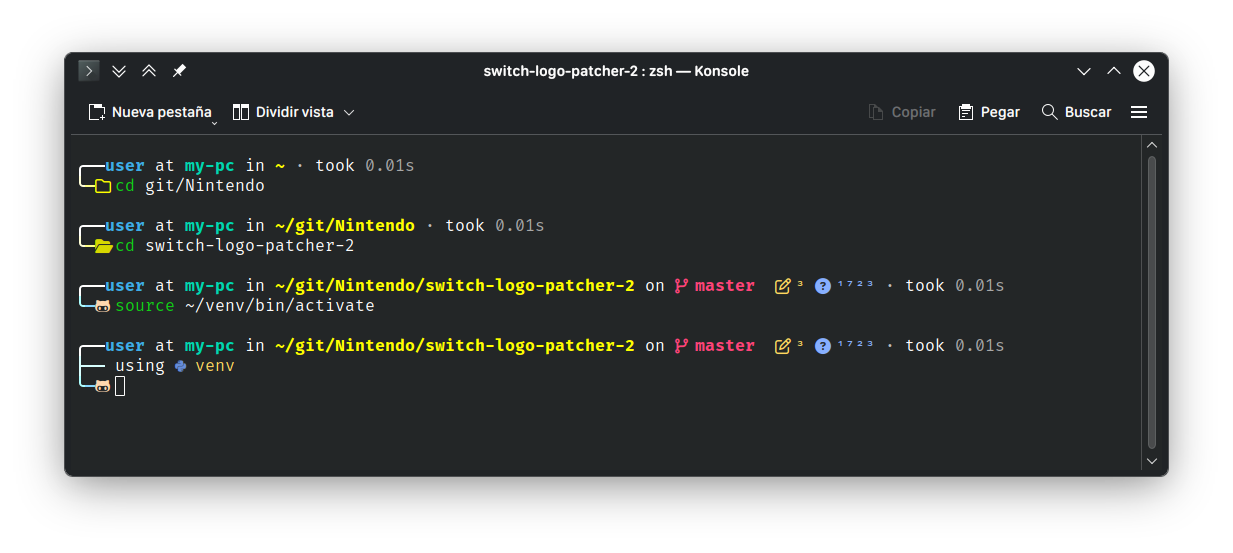 switch-logo-patcher-2 : zsh — Konsole
Nueva pestaña Dividir vista Copiar Pegar Buscar
user at my-pc in ~ · took 0.01s
cd git/Nintendo
user at my-pc in ~/git/Nintendo · took 0.01s
cd switch-logo-patcher-2
user at my-pc in ~/git/Nintendo/switch-logo-patcher-2 on master ³ ? ¹⁷²³ · took 0.01s
source ~/venv/bin/activate
user at my-pc in ~/git/Nintendo/switch-logo-patcher-2 on master ³ ? ¹⁷²³ · took 0.01s
using venv